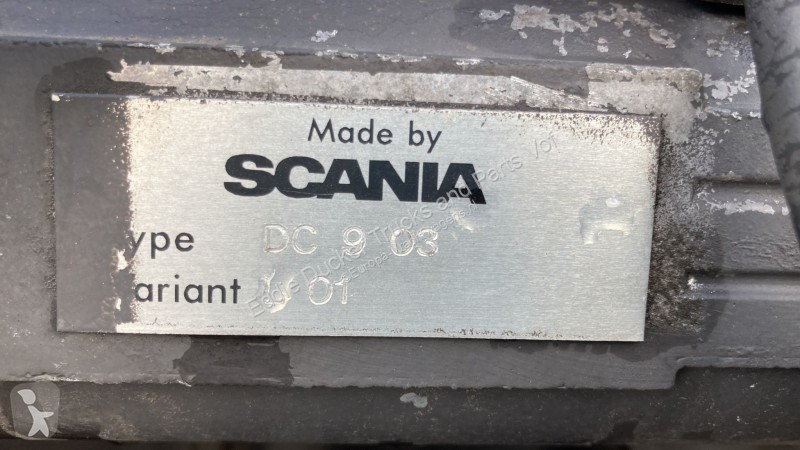 Made by
SCANIA
ype DC 9 03
ariant 01